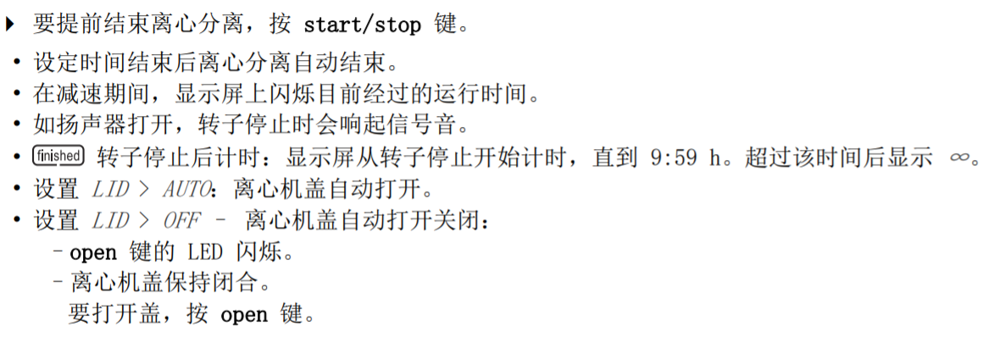 ▶ 要提前结束离心分离，按 start/stop 键。
• 设定时间结束后离心分离自动结束。
• 在减速期间，显示屏上闪烁目前经过的运行时间。
• 如扬声器打开，转子停止时会响起信号音。
• finished 转子停止后计时：显示屏从转子停止开始计时，直到 9:59 h。超过该时间后显示 ∞。
• 设置 LID > AUTO：离心机盖自动打开。
• 设置 LID > OFF – 离心机盖自动打开关闭：
– open 键的 LED 闪烁。
– 离心机盖保持闭合。
要打开盖，按 open 键。